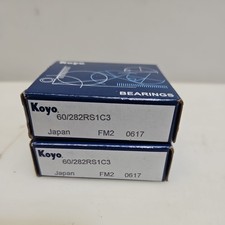 BEARINGS
Koyo
60/282RS1C3
Japan FM2 0617
Koyo
60/282RS1C3
Japan FM2 0617